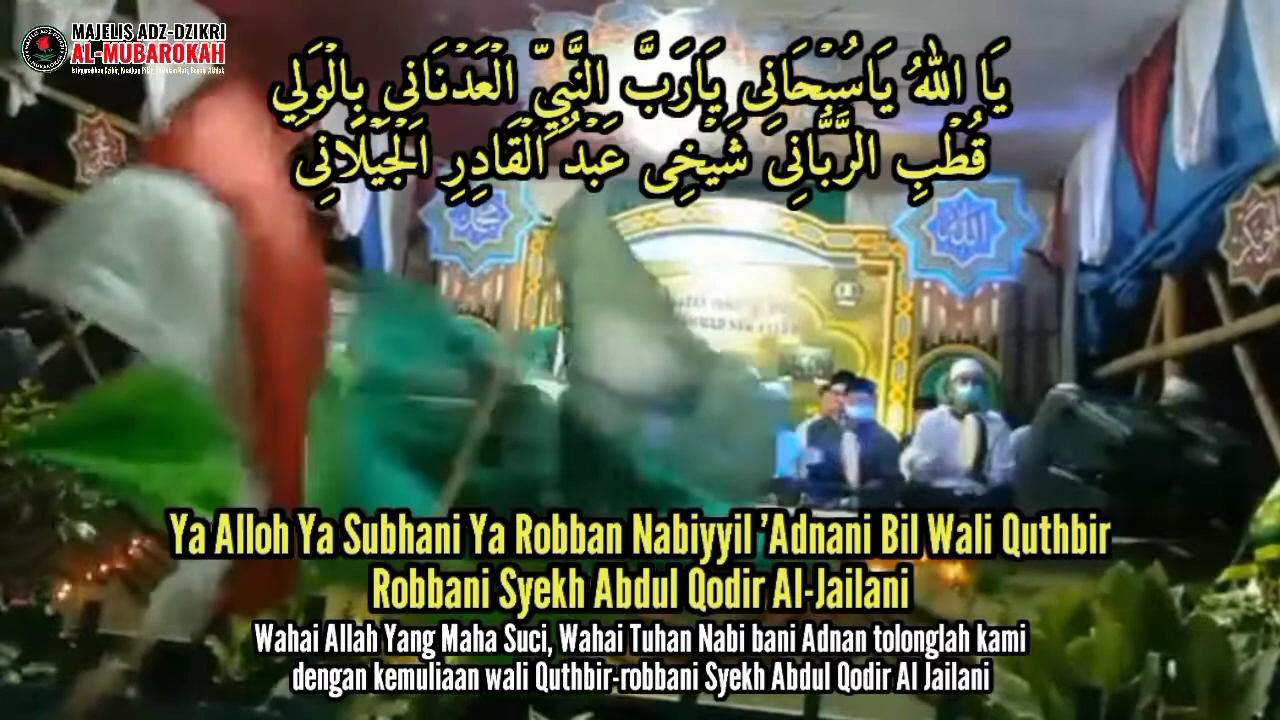 MAJELIS ADZ-DZIKRI
AL-MUBAROKAH
يَا اللهُ يَاسُبْحَانِي يَارَبَّ النَّبِيِّ الْعَدْنَانِي بِالْوَلِي
قُطْبِ الرَّبَّانِى شَيْخِى عَبْدُ الْقَادِرِ الْجَيْلَانِى
محمد
الله
Ya Alloh Ya Subhani Ya Robban Nabiyyil 'Adnani Bil Wali Quthbir
Robbani Syekh Abdul Qodir Al-Jailani
Wahai Allah Yang Maha Suci, Wahai Tuhan Nabi bani Adnan tolonglah kami
dengan kemuliaan wali Quthbir-robbani Syekh Abdul Qodir Al Jailani